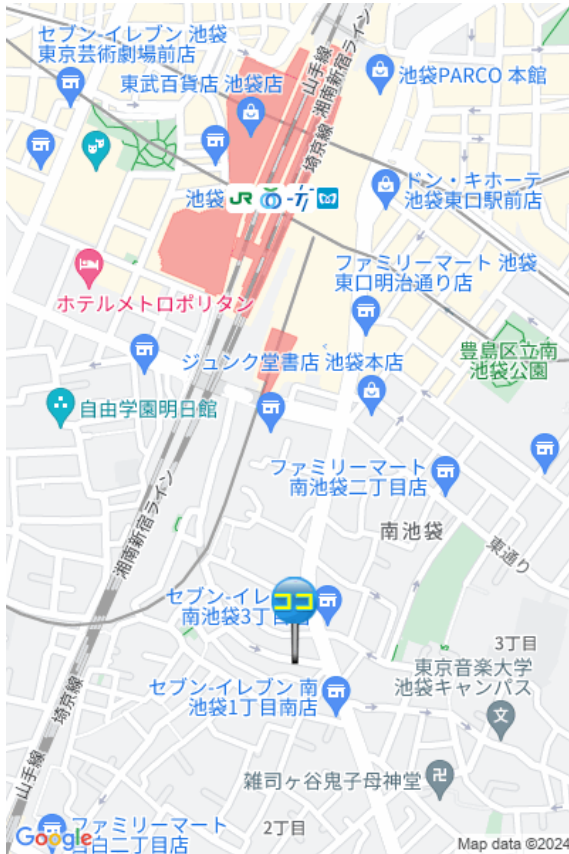 セブン-イレブン 池袋
東京芸術劇場前店
東武百貨店 池袋店
山手線
湘南新宿ライン
埼京線
池袋PARCO 本館
池袋
JR
ドン・キホーテ
池袋東口駅前店
ファミリーマート 池袋
東口明治通り店
ホテルメトロポリタン
ジュンク堂書店 池袋本店
豊島区立南
池袋公園
自由学園明日館
ファミリーマート
南池袋二丁目店
湘南新宿ライン
南池袋
東通り
セブン-イレ
南池袋3丁
店
ココ
3丁目
東京音楽大学
池袋キャンパス
セブン-イレブン 南
池袋1丁目南店
埼京線
山手線
文
雑司ヶ谷鬼子母神堂
2丁目
ファミリーマート
目白二丁目店
Google
Map data ©2024